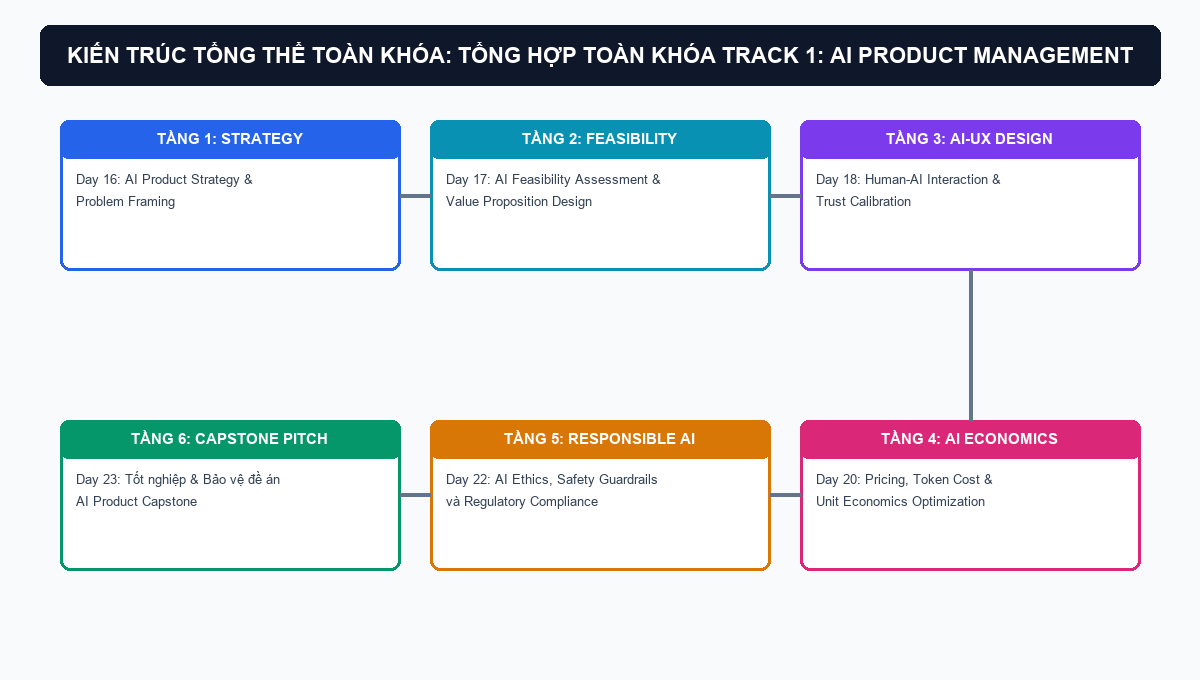 KIẾN TRÚC TỔNG THỂ TOÀN KHÓA: TỔNG HỢP TOÀN KHÓA TRACK 1: AI PRODUCT MANAGEMENT
TẦNG 1: STRATEGY
Day 16: AI Product Strategy &
Problem Framing
TẦNG 2: FEASIBILITY
Day 17: AI Feasibility Assessment &
Value Proposition Design
TẦNG 3: AI-UX DESIGN
Day 18: Human-AI Interaction &
Trust Calibration
TẦNG 6: CAPSTONE PITCH
Day 23: Tốt nghiệp & Bảo vệ đề án
AI Product Capstone
TẦNG 5: RESPONSIBLE AI
Day 22: AI Ethics, Safety Guardrails
và Regulatory Compliance
TẦNG 4: AI ECONOMICS
Day 20: Pricing, Token Cost &
Unit Economics Optimization